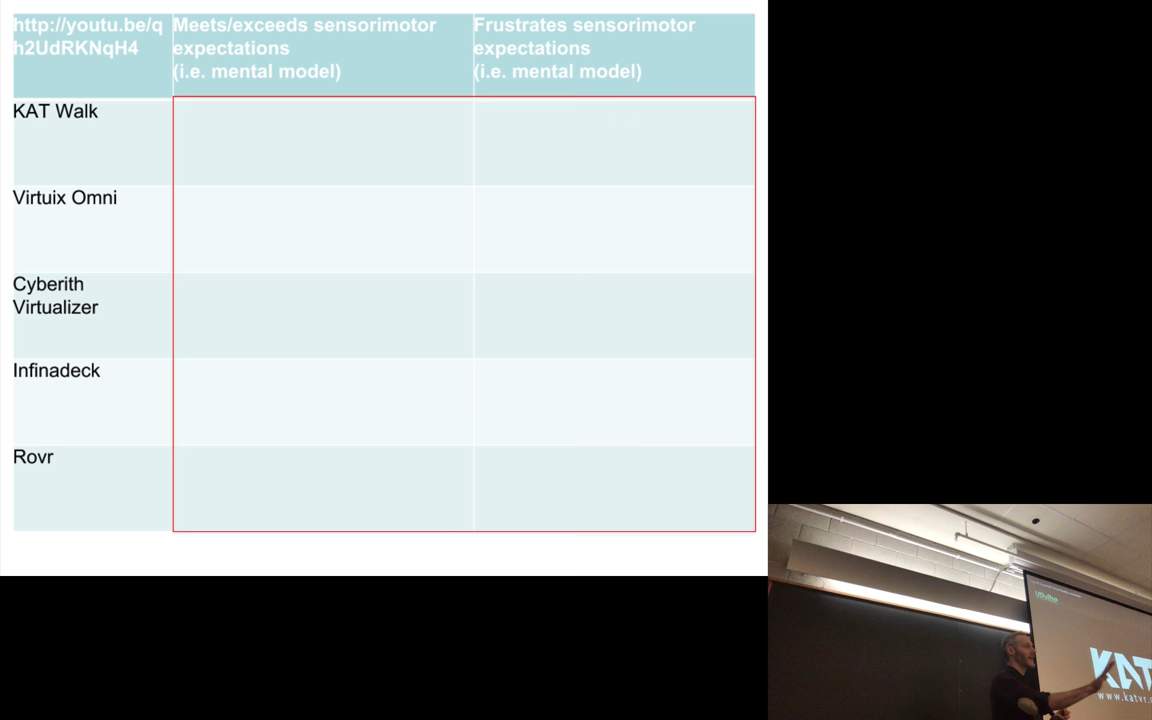 http://youtu.be/q
h2UdRKNqH4
Meets/exceeds sensorimotor
expectations
(i.e. mental model)
Frustrates sensorimotor
expectations
(i.e. mental model)
KAT Walk
Virtuix Omni
Cyberith
Virtualizer
Infinadeck
Rovr
KAT
www.katvr.